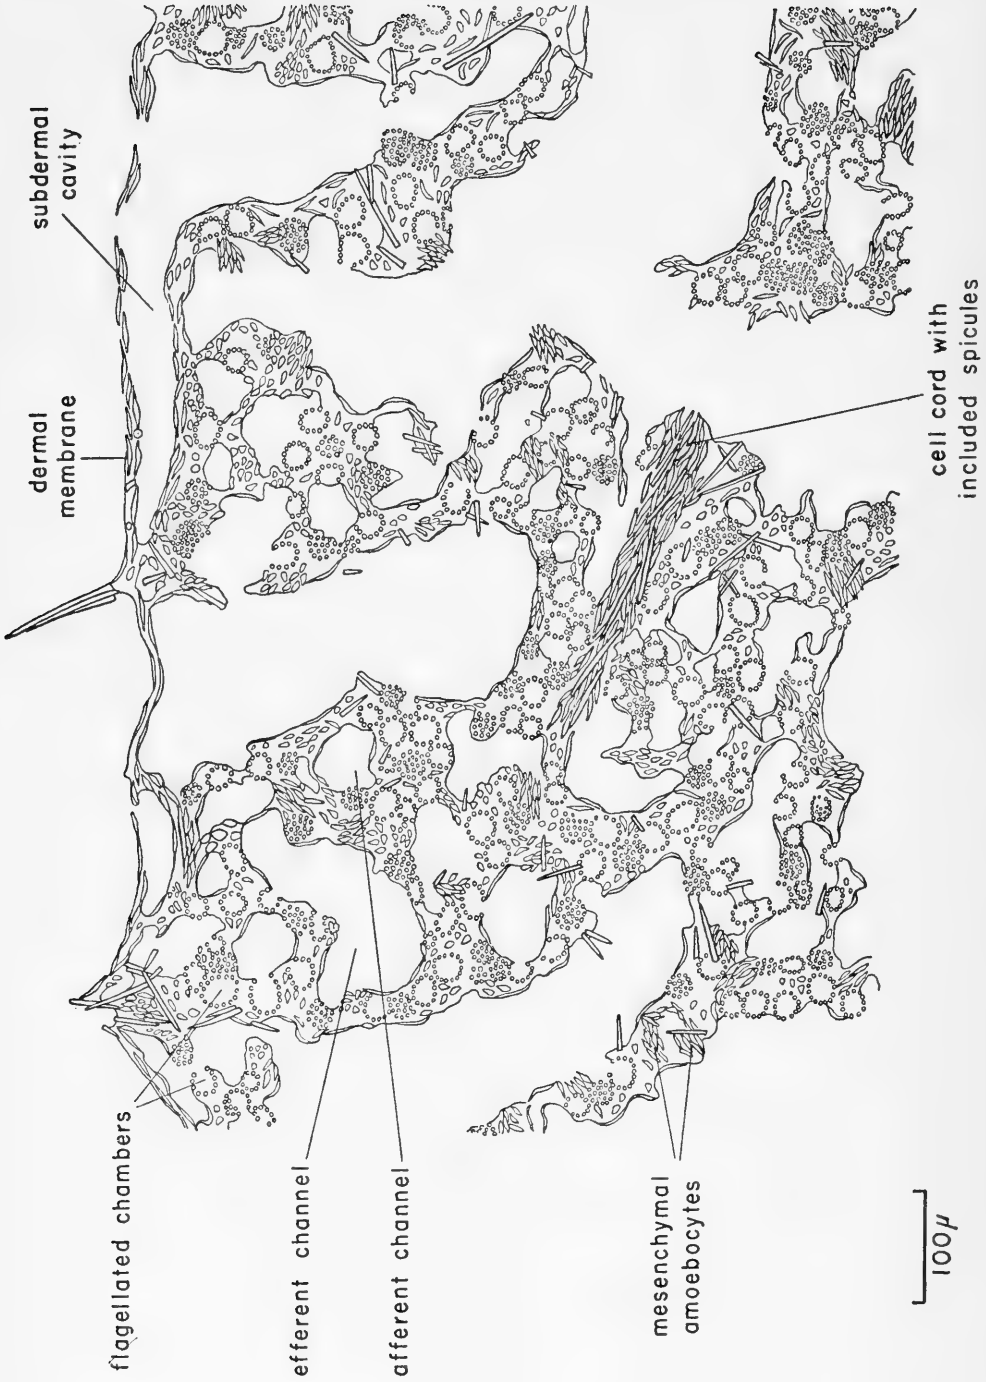 flagellated chambers
efferent channel
afferent channel
mesenchymal
amoebocytes
100μ
dermal
membrane
subdermal
cavity
cell cord with
included spicules